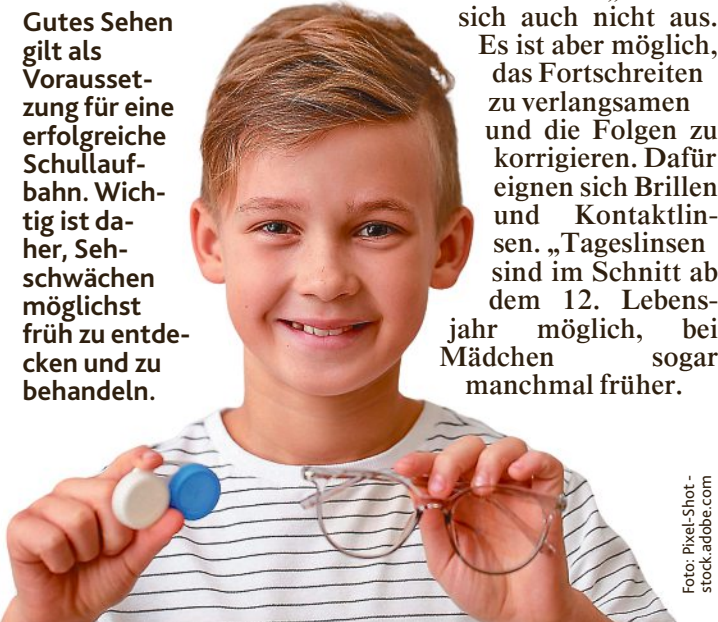 Gutes Sehen
gilt als
Vorausset-
zung für eine
erfolgreiche
Schullauf-
bahn. Wich-
tig ist da-
her, Seh-
schwächen
möglichst
früh zu entde-
cken und zu
behandeln.
sich auch nicht aus.
Es ist aber möglich,
das Fortschreiten
zu verlangsamen
und die Folgen zu
korrigieren. Dafür
eignen sich Brillen
und Kontaktlin-
sen. „Tageslinsen
sind im Schnitt ab
dem 12. Lebens-
jahr möglich, bei
Mädchen sogar
manchmal früher.
Foto: Pixel-Shot -
stock.adobe.com